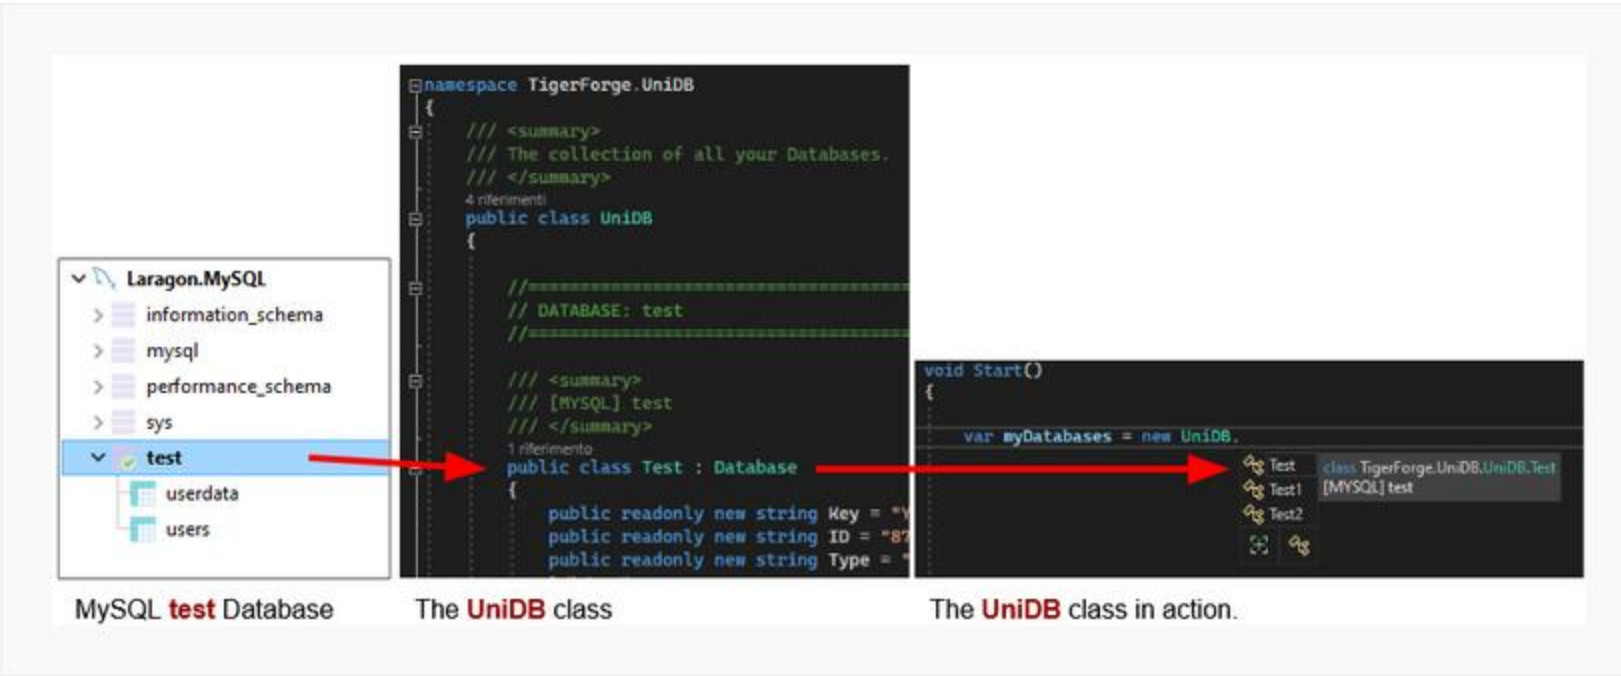 Laragon.MySQL
information_schema
mysql
performance_schema
sys
test
userdata
users
MySQL test Database
namespace TigerForge.UniDB
{
/// <summary>
/// The collection of all your Databases.
/// </summary>
4 riferimenti
public class UniDB
{
//==========================================
// DATABASE: test
//==========================================
/// <summary>
/// [MYSQL] test
/// </summary>
1 riferimento
public class Test : Database
{
public readonly new string Key = "Y
public readonly new string ID = "87
public readonly new string Type = "
The UniDB class
void Start()
{
var myDatabases = new UniDB.
Test
Test1
Test2
class TigerForge.UniDB.UniDB.Test
[MYSQL] test
The UniDB class in action.